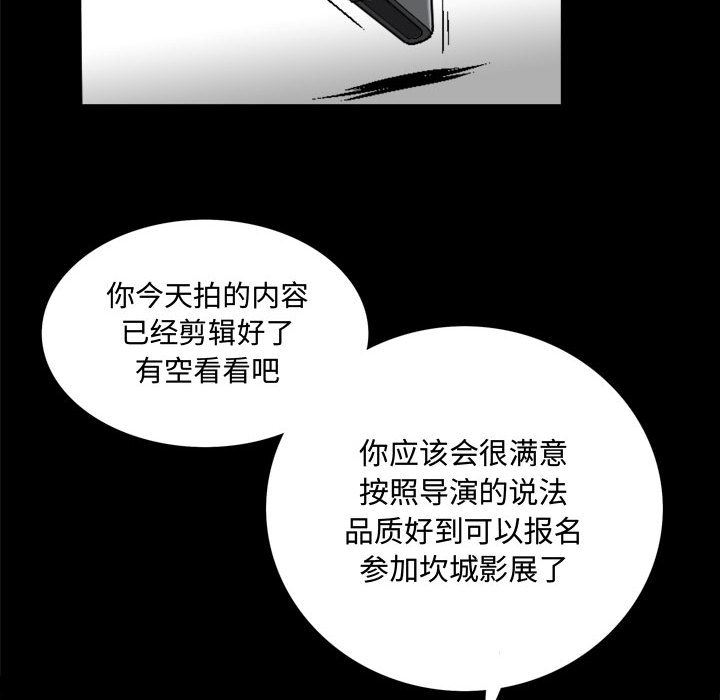 你今天拍的内容
已经剪辑好了
有空看看吧
你应该会很满意
按照导演的说法
品质好到可以报名
参加坎城影展了